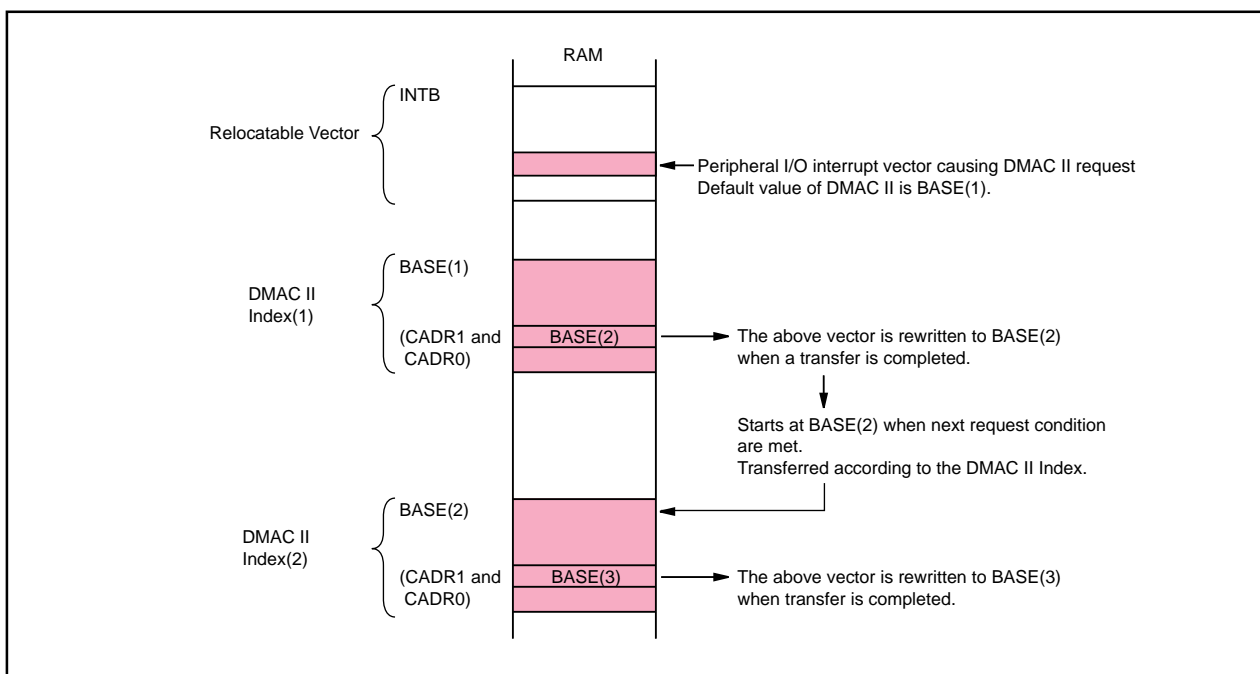 RAM
INTB
Relocatable Vector
Peripheral I/O interrupt vector causing DMAC II request
Default value of DMAC II is BASE(1).
BASE(1)
DMAC II
Index(1)
(CADR1 and
CADR0)
BASE(2)
The above vector is rewritten to BASE(2)
when a transfer is completed.
Starts at BASE(2) when next request condition
are met.
Transferred according to the DMAC II Index.
BASE(2)
DMAC II
Index(2)
(CADR1 and
CADR0)
BASE(3)
The above vector is rewritten to BASE(3)
when transfer is completed.